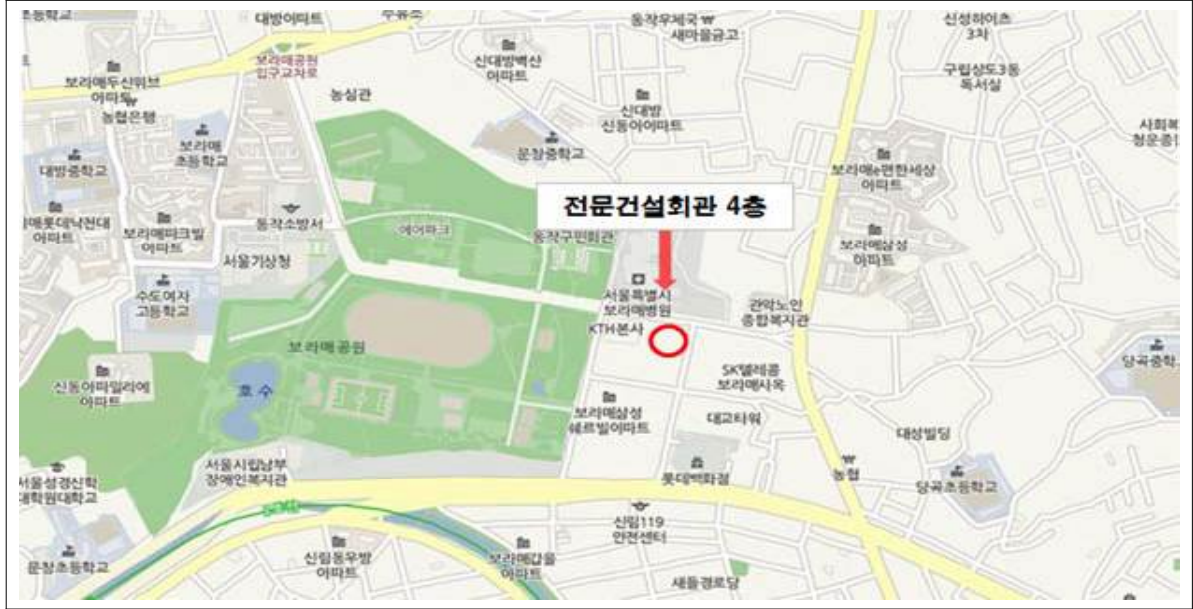 대방아파트
동작우체국
새마을금고
신성하이츠
3차
보라매공원
입구교차로
신대방벽산
아파트
보라매두산위브
아파트
농협은행
농심관
구립상도3동
독서실
신대방
신동아아파트
보라매
초등학교
문창중학교
대방중학교
보라매e편한세상
아파트
전문건설회관 4층
매롯데낙천대
아파트
보라매파크빌
아파트
동작소방서
에어파크
동작구민회관
보라매삼성
아파트
서울기상청
수도여자
고등학교
서울특별시
보라매병원
관악노인
종합복지관
KTH본사
보라매공원
당곡중학
신동아파밀리에
아파트
호수
SK텔레콤
보라매사옥
보라매삼성
쉐르빌아파트
대교타워
대성빌딩
서울시립남부
장애인복지관
롯데백화점
농협
당곡초등학교
서울성경신학
대학원대학교
신림119
안전센터
문창초등학교
신림동우방
아파트
보라매갑을
아파트
새들경로당